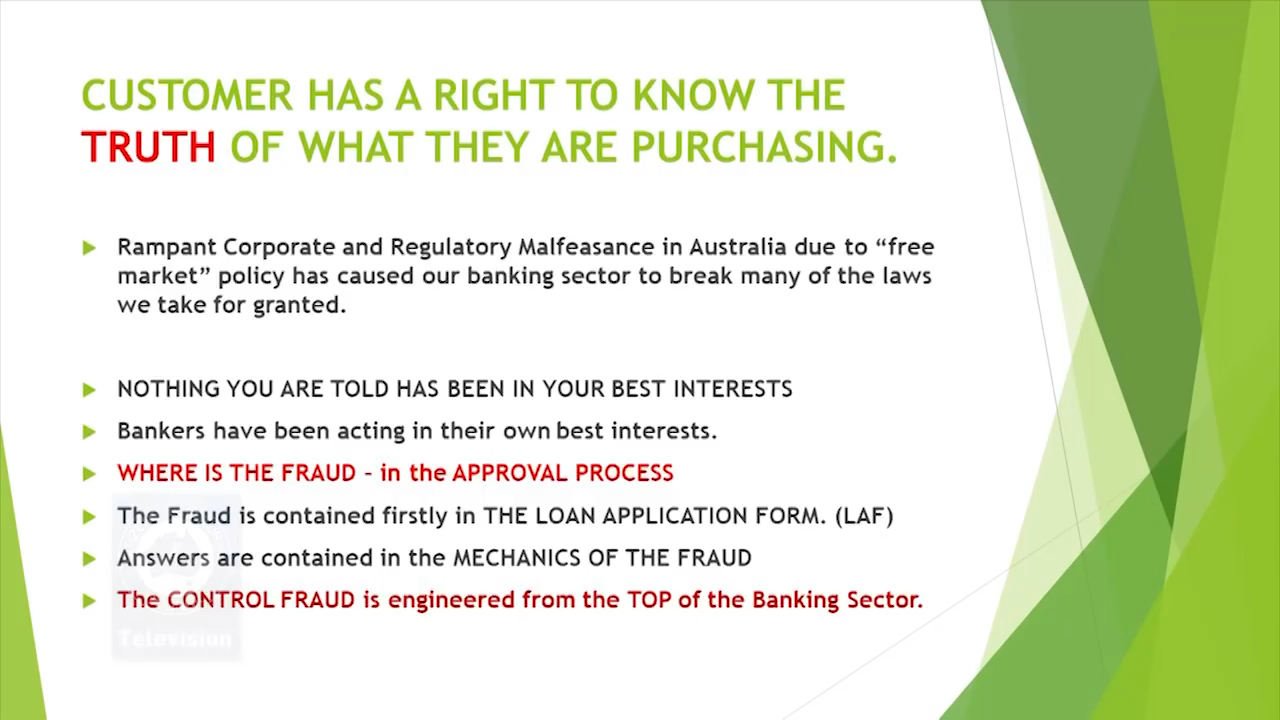 CUSTOMER HAS A RIGHT TO KNOW THE
TRUTH OF WHAT THEY ARE PURCHASING.
Rampant Corporate and Regulatory Malfeasance in Australia due to “free
market” policy has caused our banking sector to break many of the laws
we take for granted.
NOTHING YOU ARE TOLD HAS BEEN IN YOUR BEST INTERESTS
Bankers have been acting in their own best interests.
WHERE IS THE FRAUD – in the APPROVAL PROCESS
The Fraud is contained firstly in THE LOAN APPLICATION FORM. (LAF)
Answers are contained in the MECHANICS OF THE FRAUD
The CONTROL FRAUD is engineered from the TOP of the Banking Sector.
Television